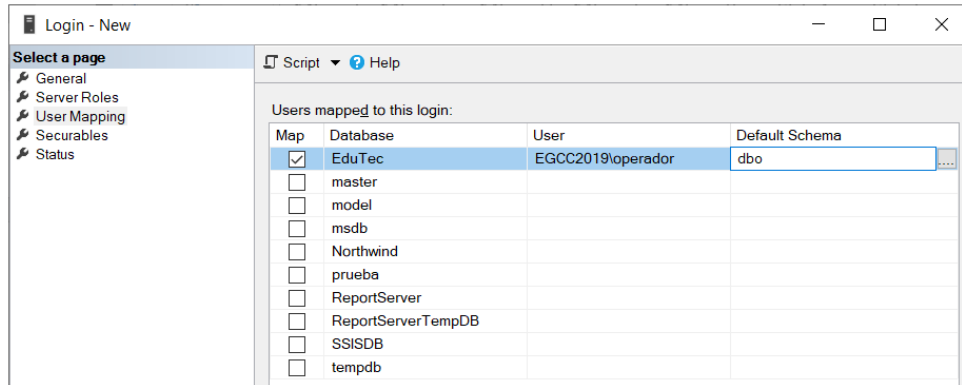 Login - New
Select a page
General
Server Roles
User Mapping
Securables
Status
Script Help
Users mapped to this login:
Map Database User Default Schema
EduTec EGCC2019\operador dbo ....
master
model
msdb
Northwind
prueba
ReportServer
ReportServerTempDB
SSISDB
tempdb